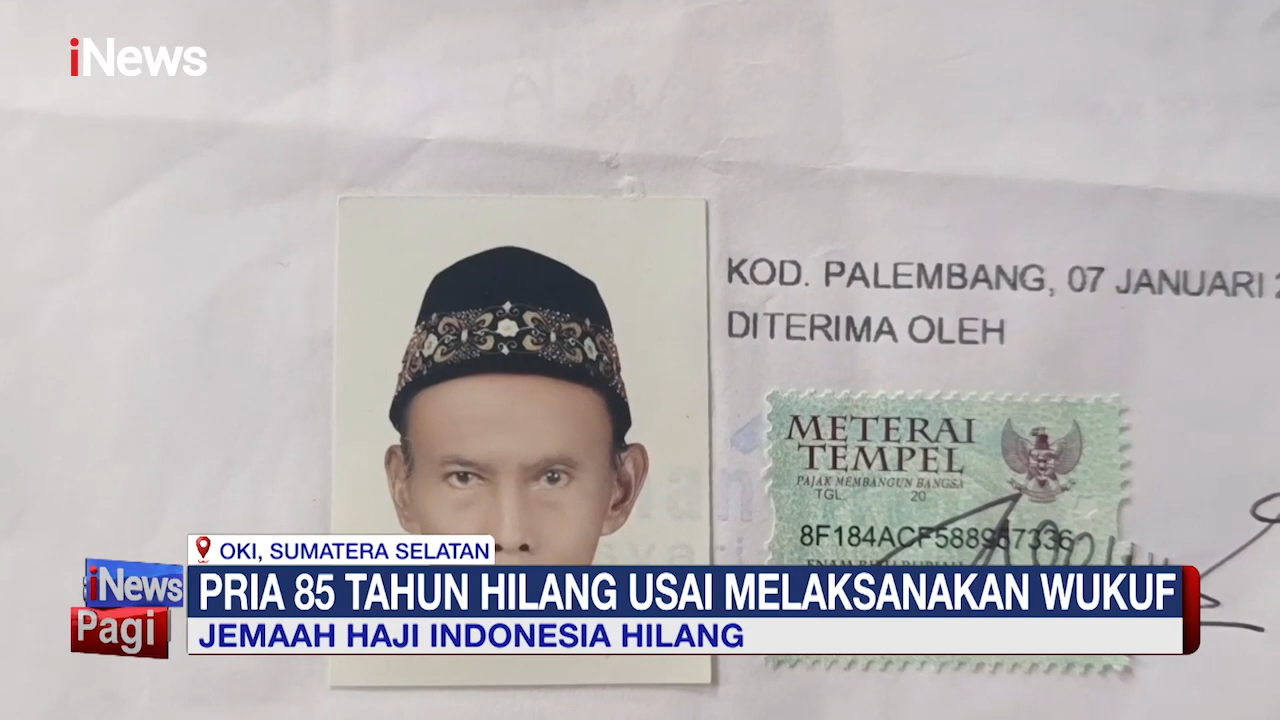 iNews
KOD. PALEMBANG, 07 JANUARI
DITERIMA OLEH
METERAI
TEMPEL
PAJAK MEMBANGUN BANGSA
TGL. 20
8F184ACF588957336
OKI, SUMATERA SELATAN
iNews
Pagi
PRIA 85 TAHUN HILANG USAI MELAKSANAKAN WUKUF
JEMAAH HAJI INDONESIA HILANG